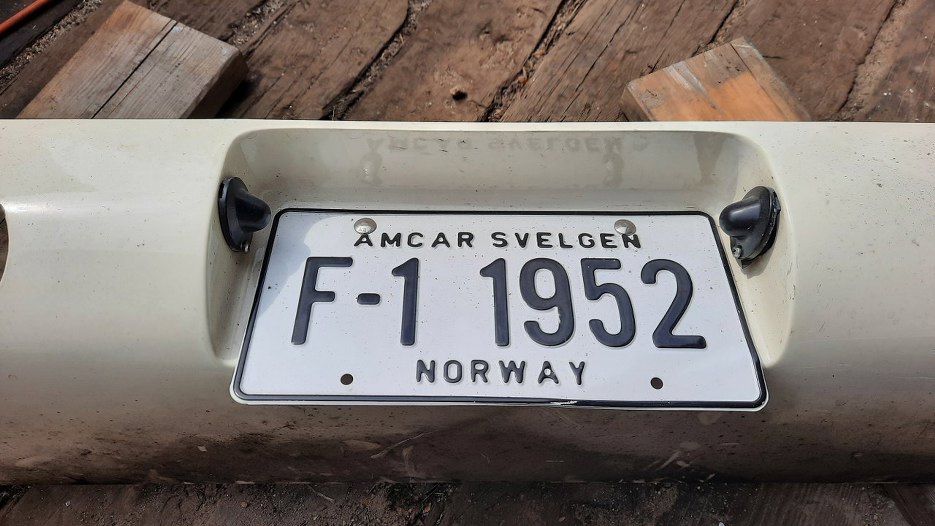 AMCAR SVELGEN
F-1 1952
NORWAY